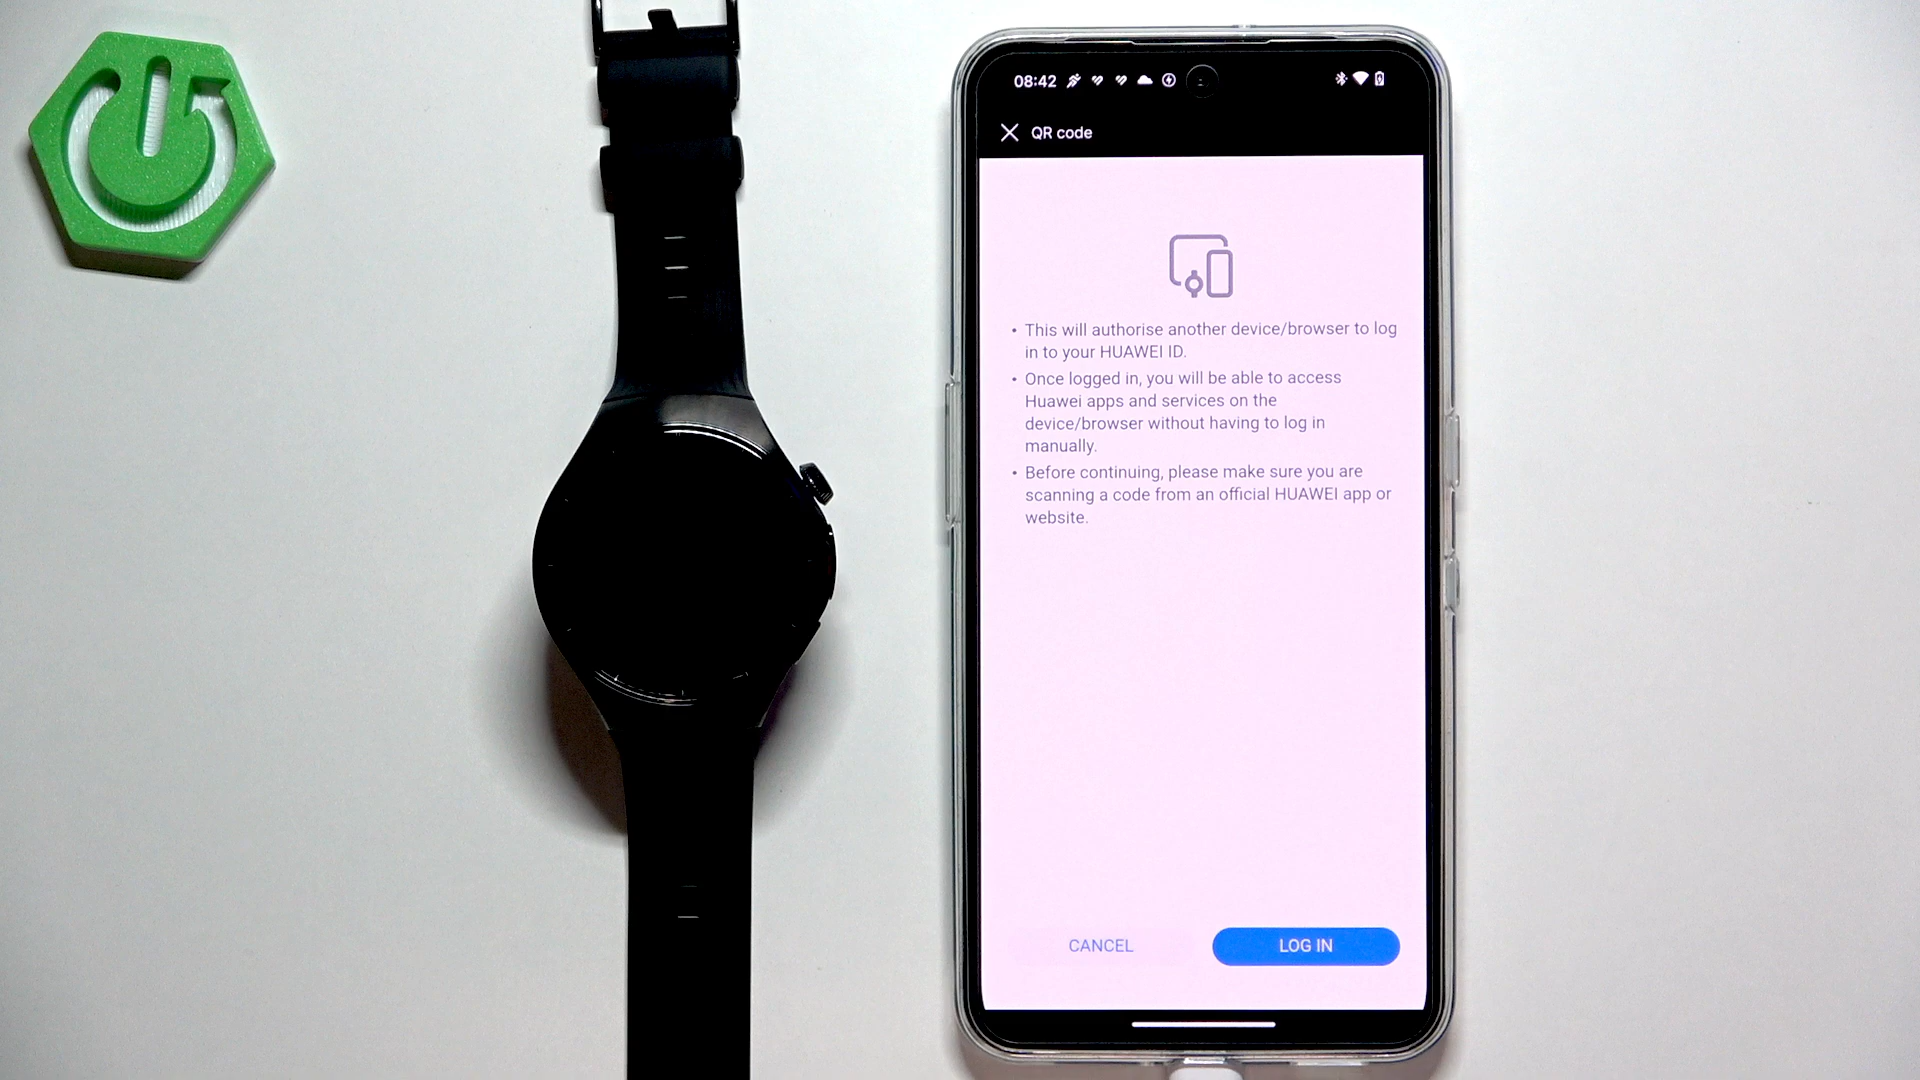 08:42
QR code
• This will authorise another device/browser to log
in to your HUAWEI ID.
• Once logged in, you will be able to access
Huawei apps and services on the
device/browser without having to log in
manually.
• Before continuing, please make sure you are
scanning a code from an official HUAWEI app or
website.
CANCEL
LOG IN